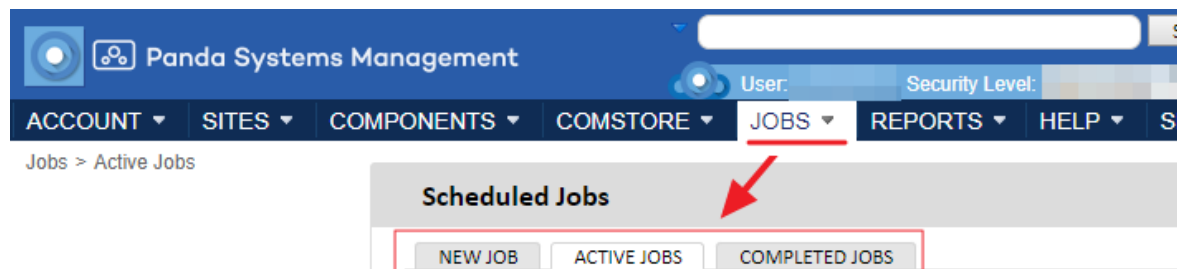 Panda Systems Management
User: Security Level:
ACCOUNT SITES COMPONENTS COMSTORE JOBS REPORTS HELP S
Jobs > Active Jobs
Scheduled Jobs
NEW JOB ACTIVE JOBS COMPLETED JOBS